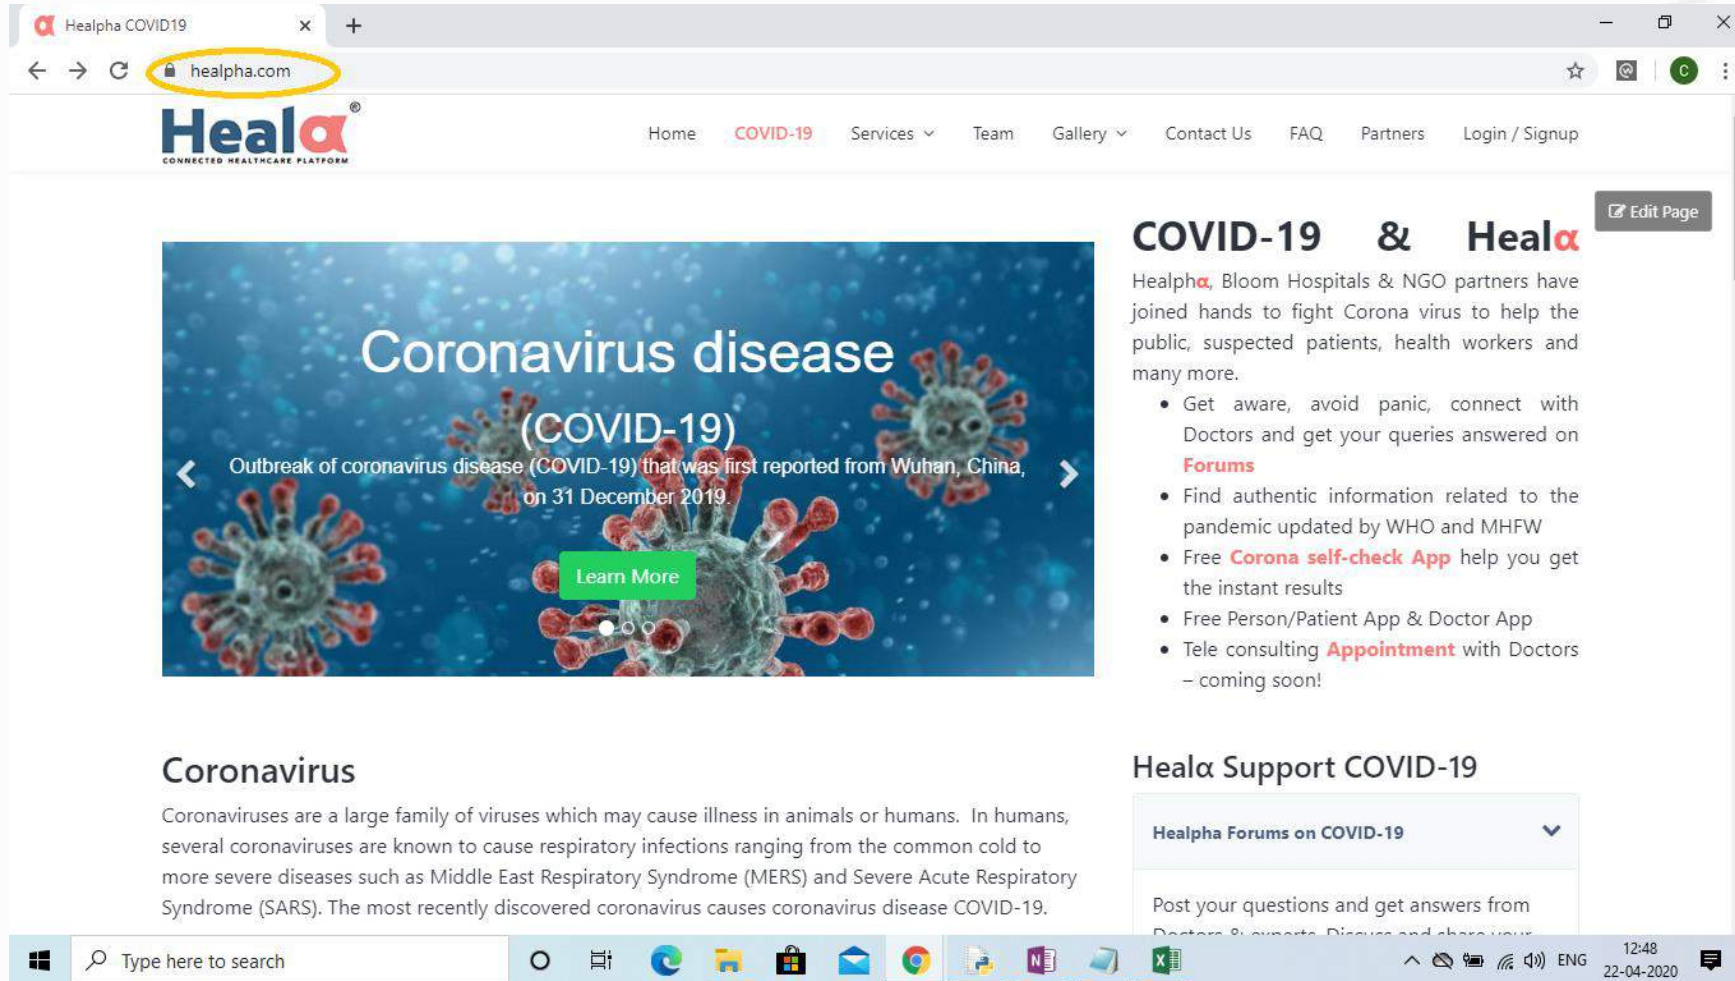 Healpha COVID19
healpha.com
C
Healα®
CONNECTED HEALTHCARE PLATFORM
Home COVID-19 Services Team Gallery Contact Us FAQ Partners Login / Signup
Edit Page
COVID-19 & Healα
Healphα, Bloom Hospitals & NGO partners have
joined hands to fight Corona virus to help the
public, suspected patients, health workers and
many more.
• Get aware, avoid panic, connect with
Doctors and get your queries answered on
Forums
• Find authentic information related to the
pandemic updated by WHO and MHFW
• Free Corona self-check App help you get
the instant results
• Free Person/Patient App & Doctor App
• Tele consulting Appointment with Doctors
– coming soon!
Coronavirus disease
(COVID-19)
Outbreak of coronavirus disease (COVID-19) that was first reported from Wuhan, China,
on 31 December 2019.
Learn More
Coronavirus
Coronaviruses are a large family of viruses which may cause illness in animals or humans. In humans,
several coronaviruses are known to cause respiratory infections ranging from the common cold to
more severe diseases such as Middle East Respiratory Syndrome (MERS) and Severe Acute Respiratory
Syndrome (SARS). The most recently discovered coronavirus causes coronavirus disease COVID-19.
Healα Support COVID-19
Healpha Forums on COVID-19
Post your questions and get answers from
Doctors & experts. Discuss and share your
Type here to search
ENG
12:48
22-04-2020